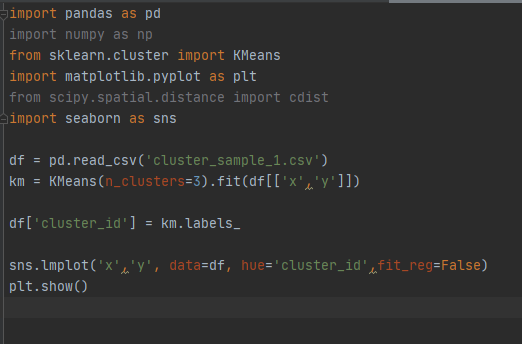 import pandas as pd
import numpy as np
from sklearn.cluster import KMeans
import matplotlib.pyplot as plt
from scipy.spatial.distance import cdist
import seaborn as sns
df = pd.read_csv('cluster_sample_1.csv')
km = KMeans(n_clusters=3).fit(df[['x','y']])
df['cluster_id'] = km.labels_
sns.lmplot('x','y', data=df, hue='cluster_id',fit_reg=False)
plt.show()